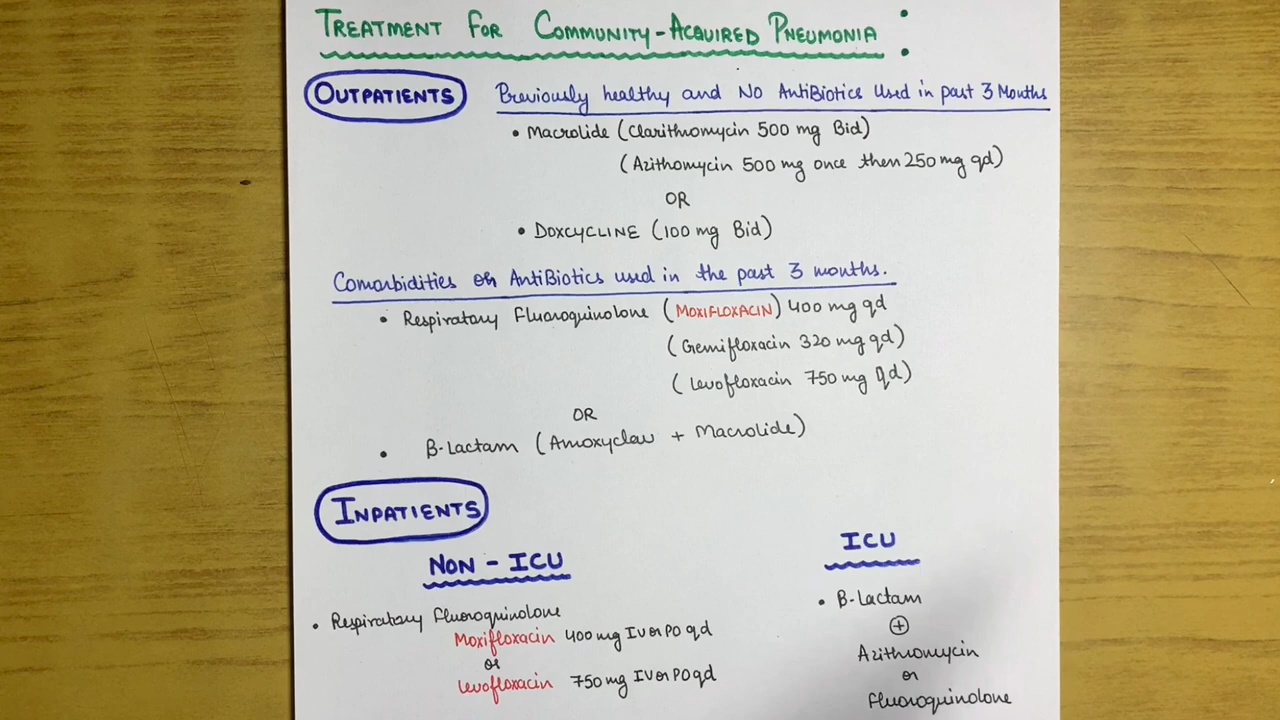 TREATMENT FOR COMMUNITY-ACQUIRED PNEUMONIA :
OUTPATIENTS
Previously healthy and NO AntiBiotics Used in past 3 Months
• Macrolide (Clarithromycin 500 mg Bid)
(Azithomycin 500 mg once then 250 mg qd)
OR
• DOXCYCLINE (100 mg Bid)
Comorbidities or AntiBiotics used in the past 3 months.
• Respiratory Fluoroquinolone (MOXIFLOXACIN) 400 mg qd
(Gemifloxacin 320 mg qd)
(Levofloxacin 750 mg Qd)
OR
• β-Lactam (Amoxyclav + Macrolide)
INPATIENTS
NON - ICU
• Respiratory Fluoroquinolone
Moxifloxacin 400 mg IV or PO qd
or
Levofloxacin 750 mg IV or PO qd
ICU
• β-Lactam
+
Azithromycin
or
Fluoroquinolone